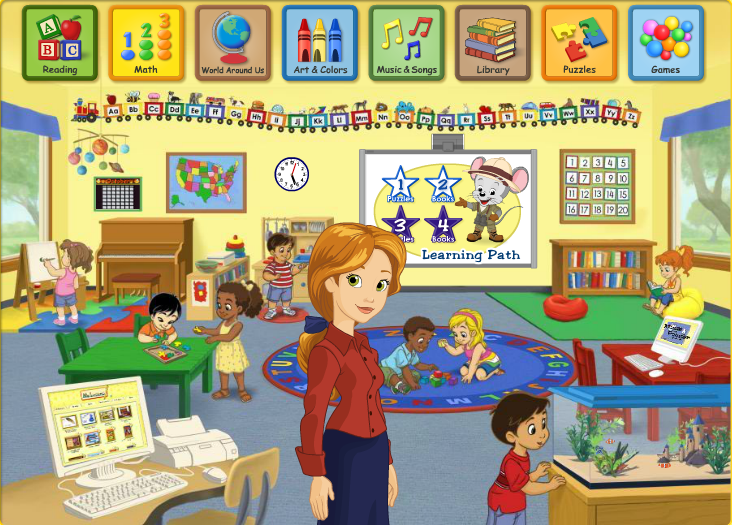 A B C
Reading
1 2 3
Math
World Around Us
Art & Colors
Music & Songs
Library
Puzzles
Games
Aa Bb Cc Dd Ee Ff Gg Hh Ii Jj Kk Ll Mm Nn Oo Pp Qq Rr Ss Tt Uu Vv Ww Xx Yy Zz
1 2
Puzzles Books
3 4
Books
Learning Path
1 2 3 4 5
6 7 8 9 10
11 12 13 14 15
16 17 18 19 20